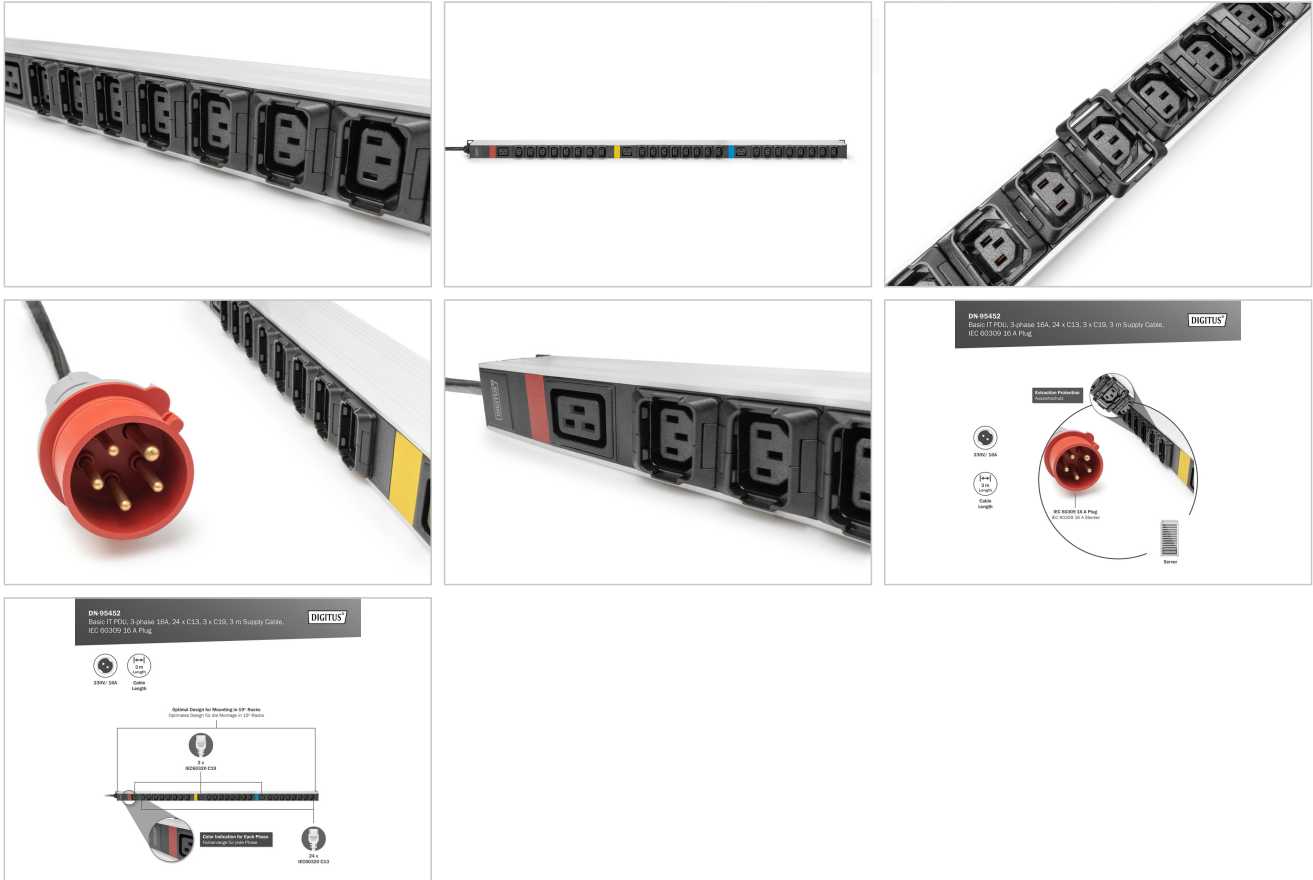 DIGITUS
DN-95452
Basic IT PDU, 3-phase 16A, 24 x C13, 3 x C19, 3 m Supply Cable,
IEC 60309 16 A Plug
DIGITUS®
Extraction Protection
Ausziehschutz
230V/ 16A
3 m
Length
Cable
Length
IEC 60309 16 A Plug
IEC 60309 16 A Stecker
Server
DN-95452
Basic IT PDU, 3-phase 16A, 24 x C13, 3 x C19, 3 m Supply Cable,
IEC 60309 16 A Plug
DIGITUS®
230V/ 16A
3 m
Length
Cable
Length
Optimal Design for Mounting in 19" Racks
Optimales Design für die Montage in 19"-Racks
3 x
IEC60320 C19
Color Indication for Each Phase
Farbanzeige für jede Phase
24 x
IEC60320 C13